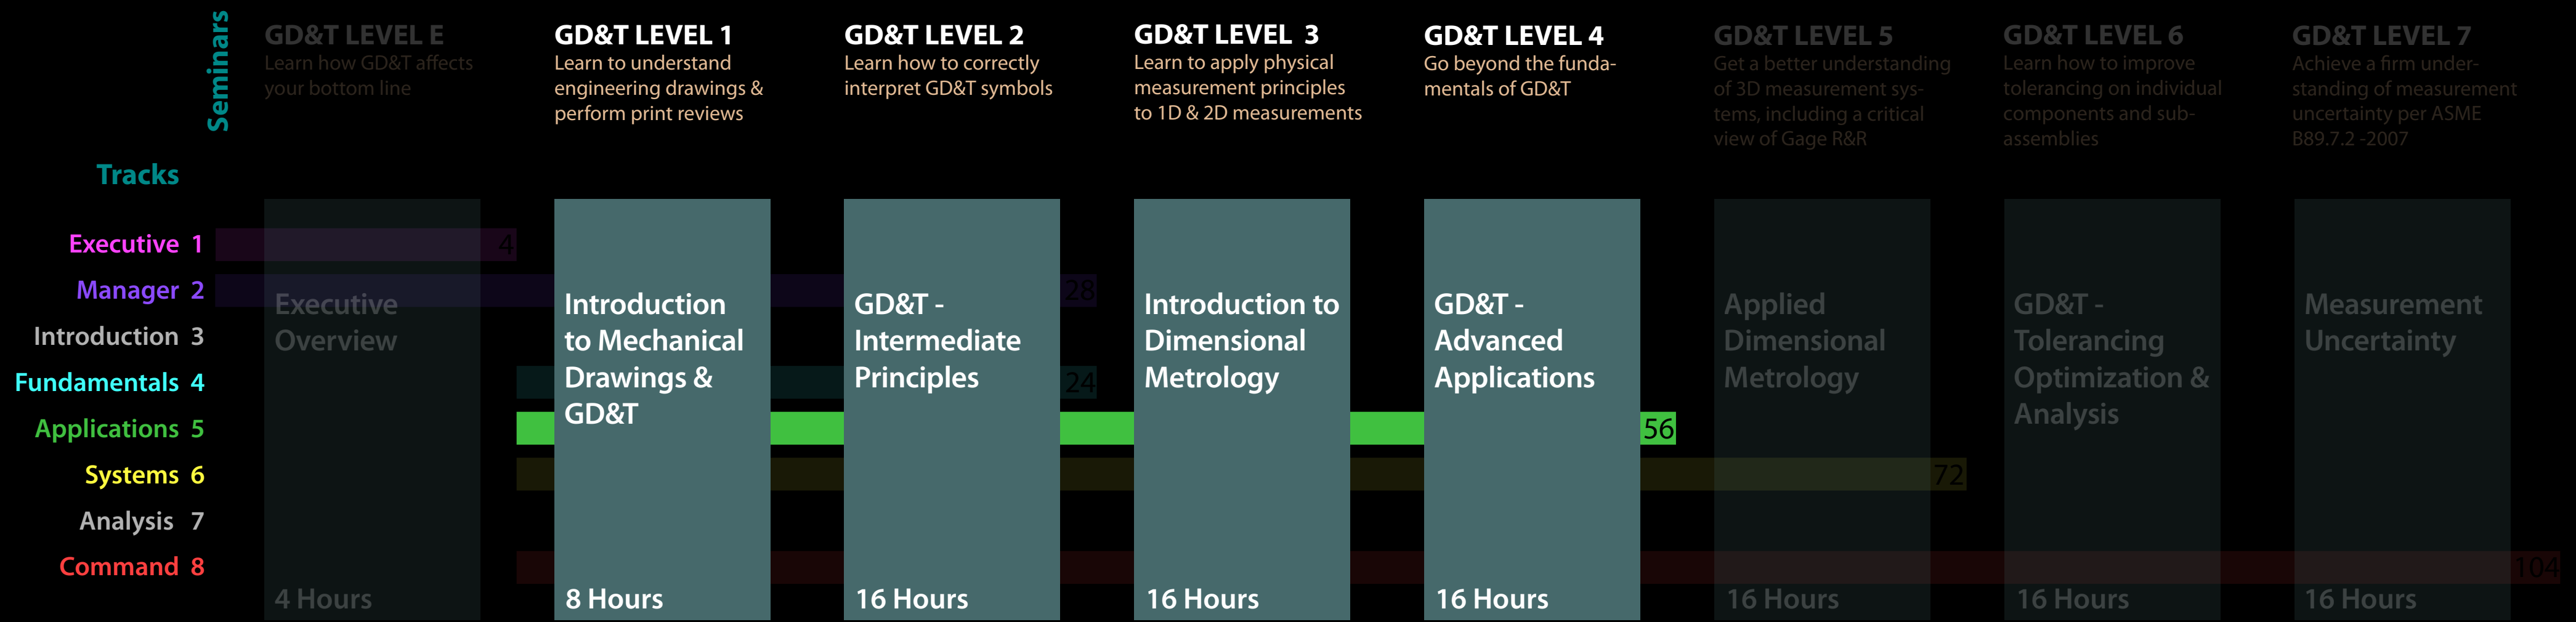 Seminars
GD&T LEVEL E
Learn how GD&T affects
your bottom line
GD&T LEVEL 1
Learn to understand
engineering drawings &
perform print reviews
GD&T LEVEL 2
Learn how to correctly
interpret GD&T symbols
GD&T LEVEL 3
Learn to apply physical
measurement principles
to 1D & 2D measurements
GD&T LEVEL 4
Go beyond the funda-
mentals of GD&T
GD&T LEVEL 5
Get a better understanding
of 3D measurement sys-
tems, including a critical
view of Gage R&R
GD&T LEVEL 6
Learn how to improve
tolerancing on individual
components and sub-
assemblies
GD&T LEVEL 7
Achieve a firm under-
standing of measurement
uncertainty per ASME
B89.7.2 -2007
Tracks
Executive 1
4
Manager 2
28
Introduction 3
Fundamentals 4
24
Applications 5
56
Systems 6
72
Analysis 7
Command 8
104
Executive
Overview
4 Hours
Introduction
to Mechanical
Drawings &
GD&T
8 Hours
GD&T -
Intermediate
Principles
16 Hours
Introduction to
Dimensional
Metrology
16 Hours
GD&T -
Advanced
Applications
16 Hours
Applied
Dimensional
Metrology
16 Hours
GD&T -
Tolerancing
Optimization &
Analysis
16 Hours
Measurement
Uncertainty
16 Hours